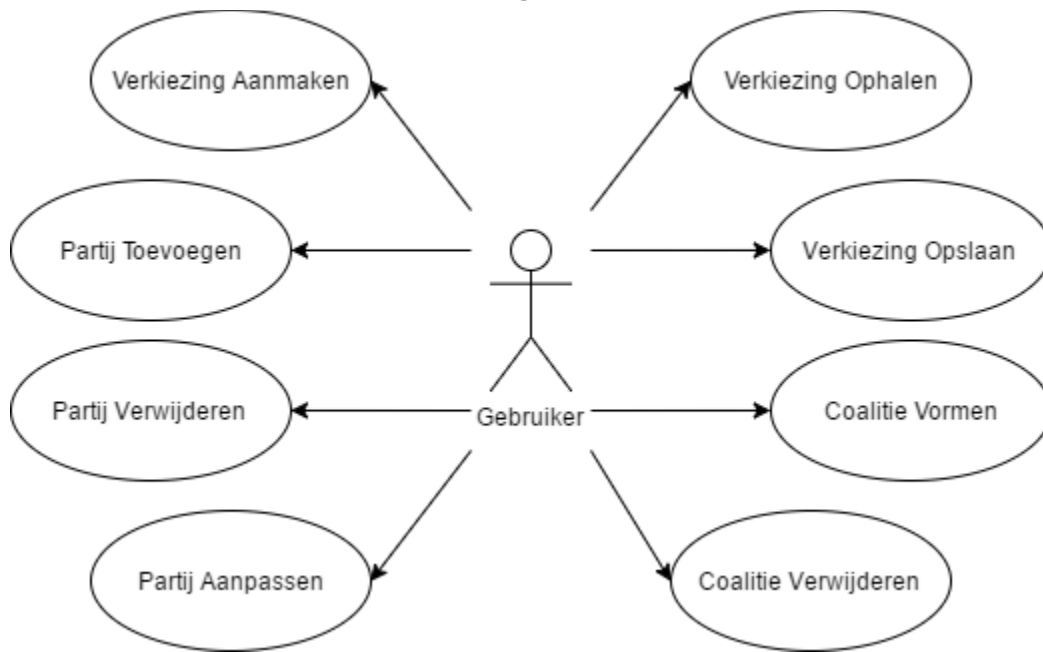 Verkiezing Aanmaken
Verkiezing Ophalen
Partij Toevoegen
Verkiezing Opslaan
Partij Verwijderen
Gebruiker
Coalitie Vormen
Partij Aanpassen
Coalitie Verwijderen